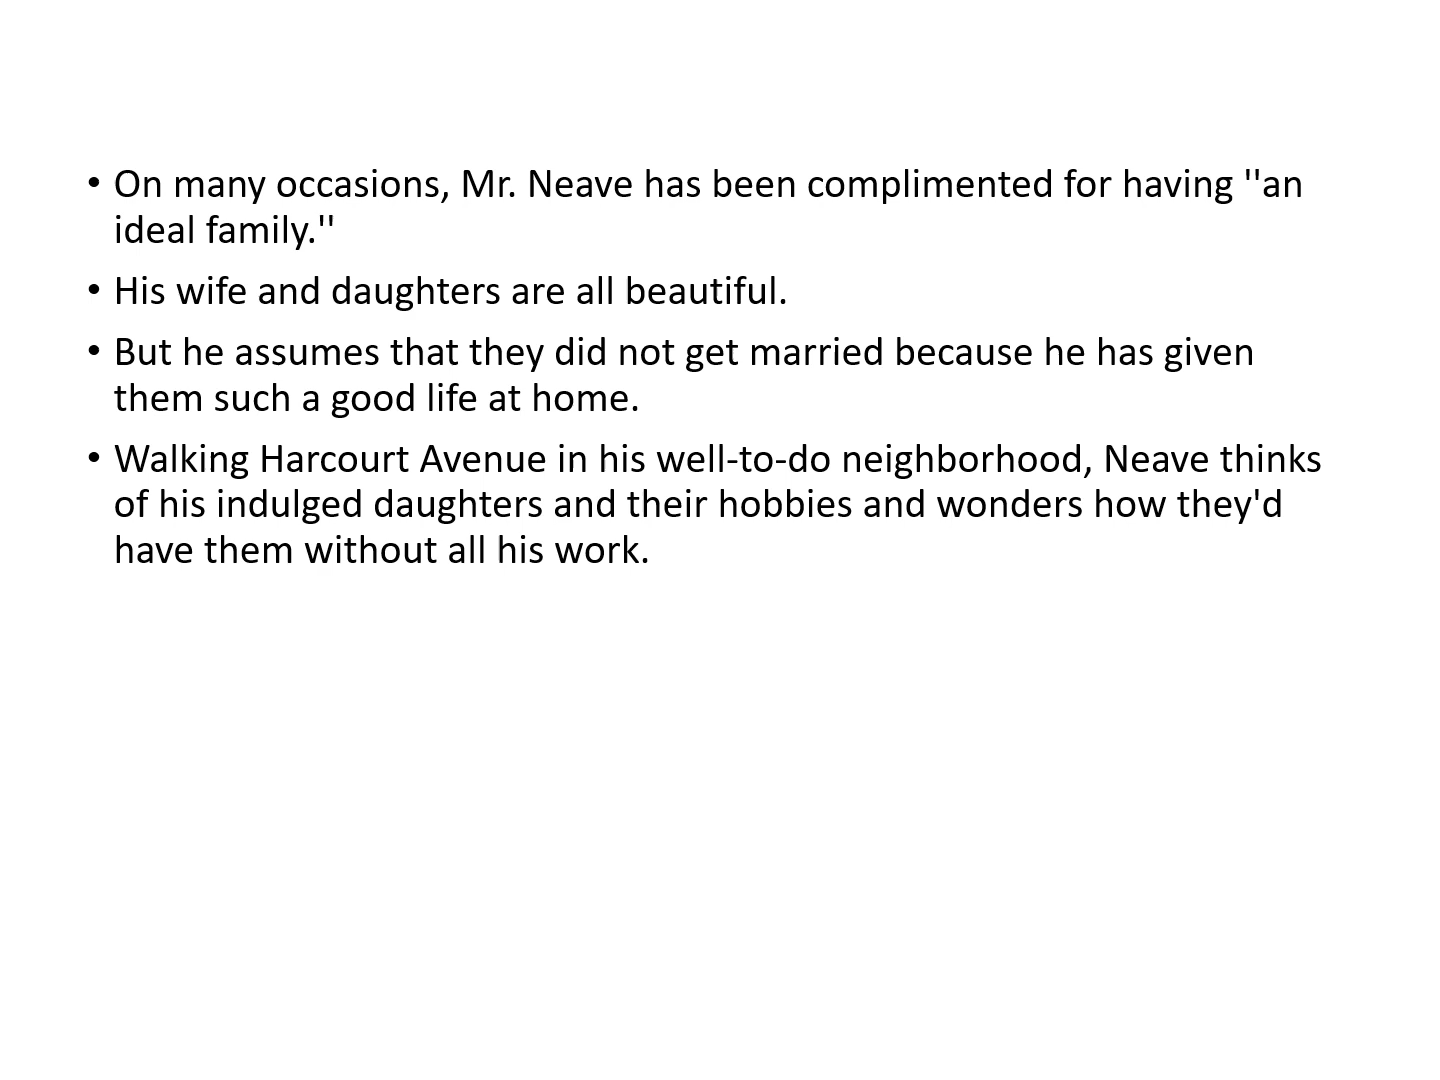 • On many occasions, Mr. Neave has been complimented for having ''an
ideal family.''
• His wife and daughters are all beautiful.
• But he assumes that they did not get married because he has given
them such a good life at home.
• Walking Harcourt Avenue in his well-to-do neighborhood, Neave thinks
of his indulged daughters and their hobbies and wonders how they'd
have them without all his work.